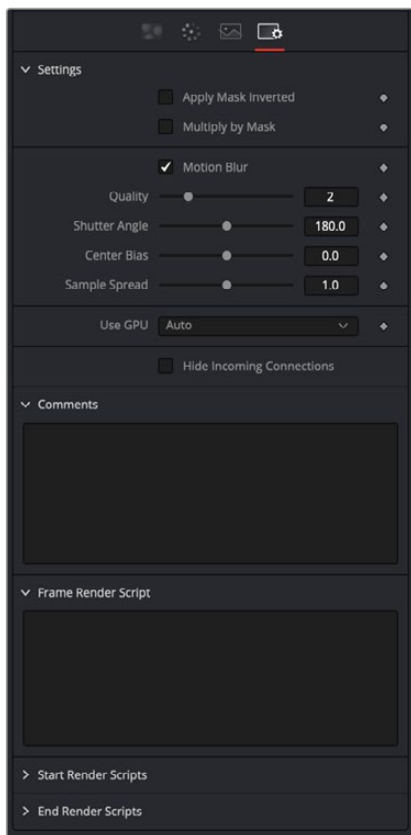 Settings
Apply Mask Inverted
Multiply by Mask
Motion Blur
Quality 2
Shutter Angle 180.0
Center Bias 0.0
Sample Spread 1.0
Use GPU Auto
Hide Incoming Connections
Comments
Frame Render Script
Start Render Scripts
End Render Scripts